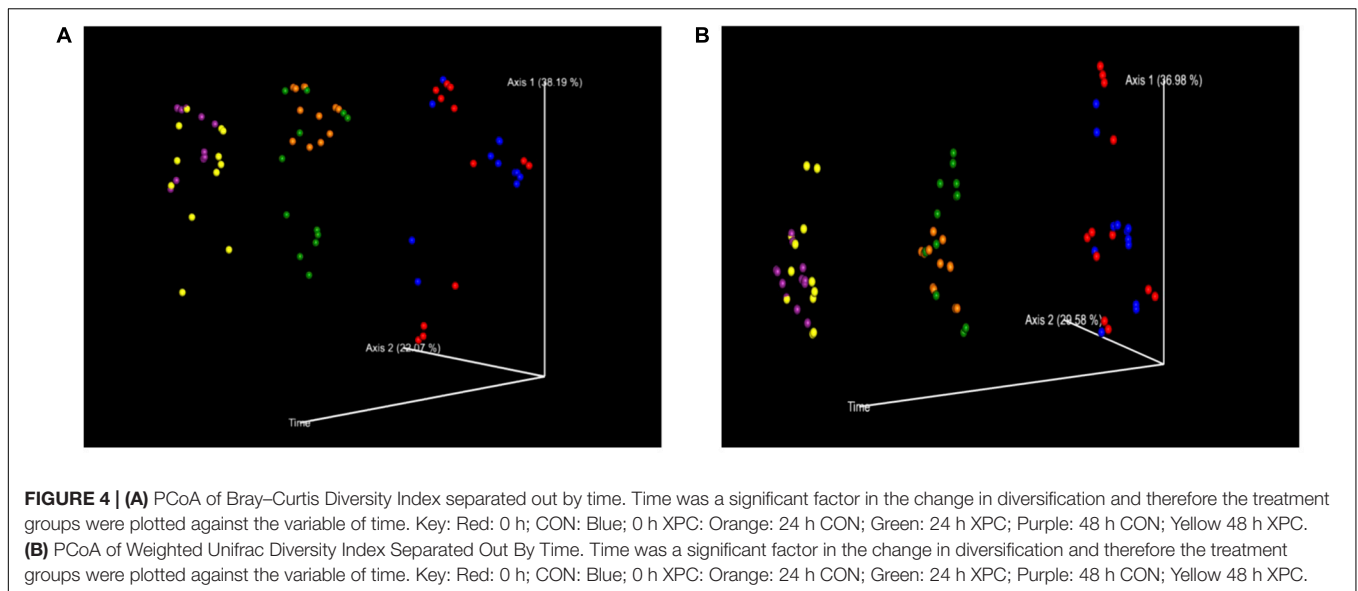 A
Axis 1 (38.19 %)
Axis 2 (22.07 %)
Time
B
Axis 1 (36.98 %)
Axis 2 (29.58 %)
Time
FIGURE 4 | (A) PCoA of Bray–Curtis Diversity Index separated out by time. Time was a significant factor in the change in diversification and therefore the treatment
groups were plotted against the variable of time. Key: Red: 0 h; CON: Blue; 0 h XPC: Orange: 24 h CON; Green: 24 h XPC; Purple: 48 h CON; Yellow 48 h XPC.
(B) PCoA of Weighted Unifrac Diversity Index Separated Out By Time. Time was a significant factor in the change in diversification and therefore the treatment
groups were plotted against the variable of time. Key: Red: 0 h; CON: Blue; 0 h XPC: Orange: 24 h CON; Green: 24 h XPC; Purple: 48 h CON; Yellow 48 h XPC.